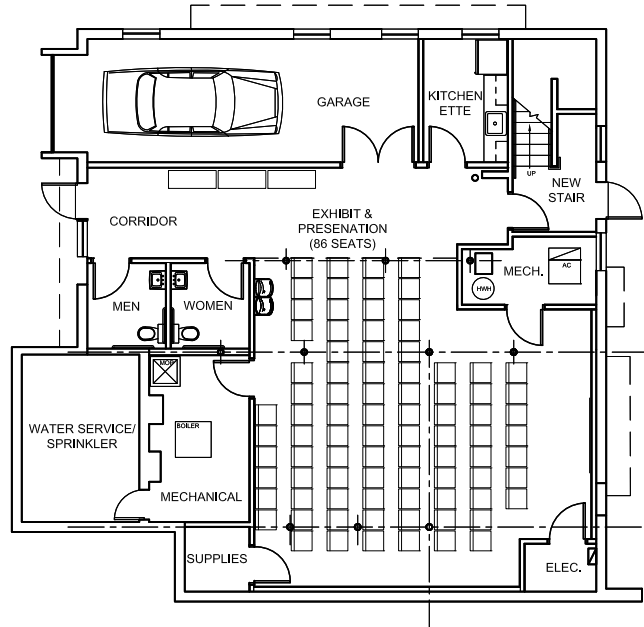 GARAGE
KITCHEN
ETTE
UP
NEW
STAIR
CORRIDOR
EXHIBIT &
PRESENATION
(86 SEATS)
MECH.
AC
HWH
MEN
WOMEN
MOP
WATER SERVICE/
SPRINKLER
BOILER
MECHANICAL
SUPPLIES
ELEC.